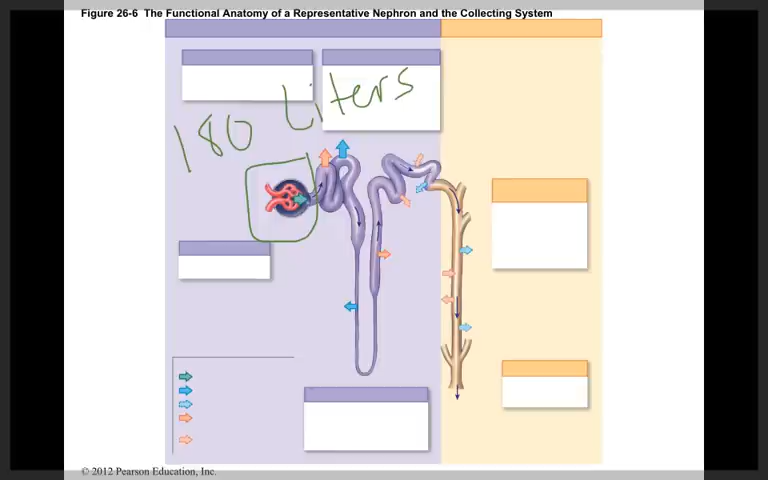 Figure 26-6 The Functional Anatomy of a Representative Nephron and the Collecting System
180 Liters
© 2012 Pearson Education, Inc.